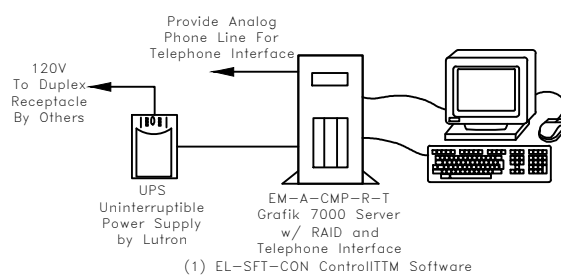 Provide Analog
Phone Line For
Telephone Interface
120V
To Duplex
Receptacle
By Others
UPS
Uninterruptible
Power Supply
by Lutron
EM-A-CMP-R-T
Grafik 7000 Server
w/ RAID and
Telephone Interface
(1) EL-SFT-CON ControlITTM Software